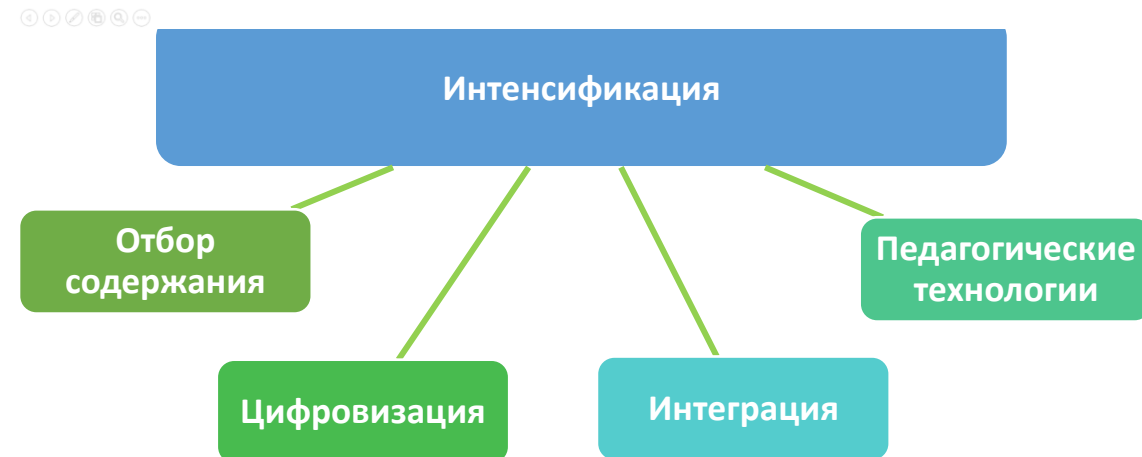 Интенсификация
Отбор
содержания
Педагогические
технологии
Цифровизация
Интеграция